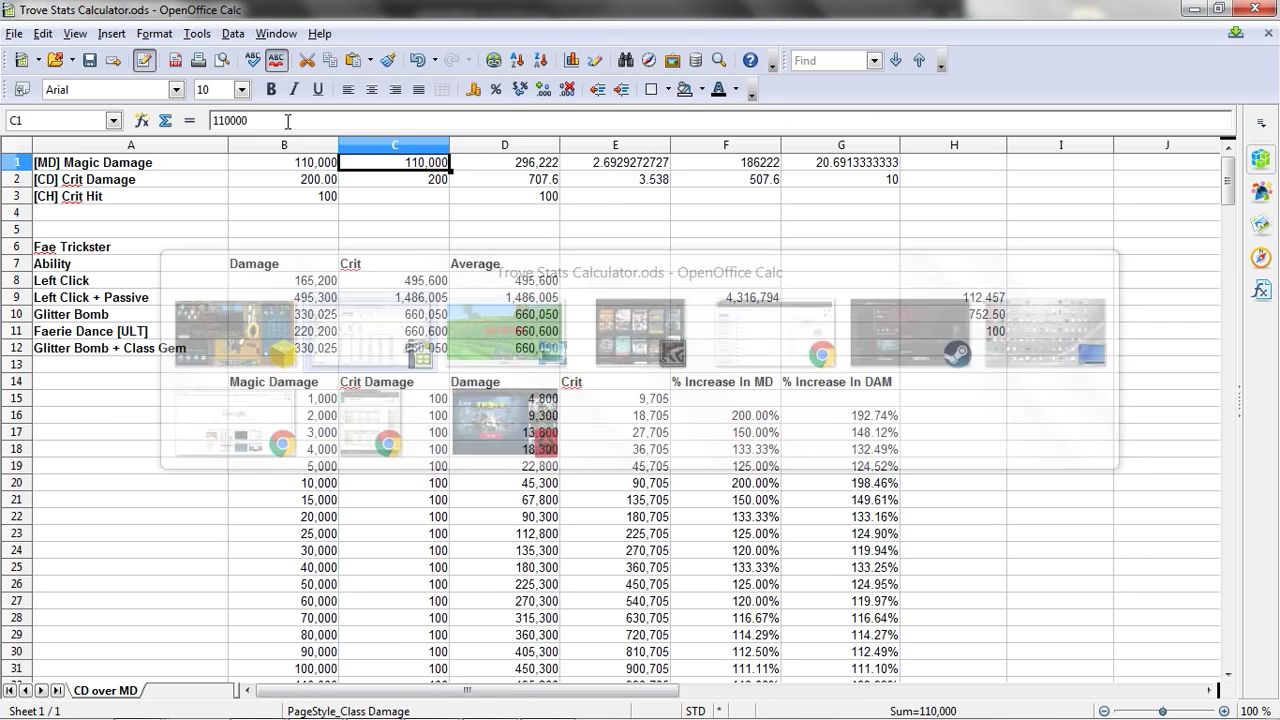 Trove Stats Calculator.ods - OpenOffice Calc
File Edit View Insert Format Tools Data Window Help
Find
Arial 10
C1 110000
A B C D E F G H I J
1 [MD] Magic Damage 110,000 110,000 296,222 2.6929272727 186222 20.6913333333
2 [CD] Crit Damage 200.00 200 707.6 3.538 507.6 10
3 [CH] Crit Hit 100 100
4
5
6 Fae Trickster
7 Ability Damage Crit Average
Trove Stats Calculator.ods - OpenOffice Calc
8 Left Click 165,200 495,600 495,600
9 Left Click + Passive 495,300 1,486,005 1,486,005 4,316,794 112,457
10 Glitter Bomb 330,025 660,050 660,050 752.50
11 Faerie Dance [ULT] 220,200 660,600 660,600 100
12 Glitter Bomb + Class Gem 330,025 660,050
13
14 Magic Damage Crit Damage Damage Crit % Increase In MD % Increase In DAM
15 1,000 100 4,800 9,705
16 2,000 100 9,300 18,705 200.00% 192.74%
17 3,000 100 13,800 27,705 150.00% 148.12%
18 4,000 100 18,300 36,705 133.33% 132.49%
19 5,000 100 22,800 45,705 125.00% 124.52%
20 10,000 100 45,300 90,705 200.00% 198.46%
21 15,000 100 67,800 135,705 150.00% 149.61%
22 20,000 100 90,300 180,705 133.33% 133.16%
23 25,000 100 112,800 225,705 125.00% 124.90%
24 30,000 100 135,300 270,705 120.00% 119.94%
25 40,000 100 180,300 360,705 133.33% 133.25%
26 50,000 100 225,300 450,705 125.00% 124.95%
27 60,000 100 270,300 540,705 120.00% 119.97%
28 70,000 100 315,300 630,705 116.67% 116.64%
29 80,000 100 360,300 720,705 114.29% 114.27%
30 90,000 100 405,300 810,705 112.50% 112.49%
31 100,000 100 450,300 900,705 111.11% 111.10%
CD over MD
Sheet 1 / 1 PageStyle_Class Damage STD * Sum=110,000 100 %